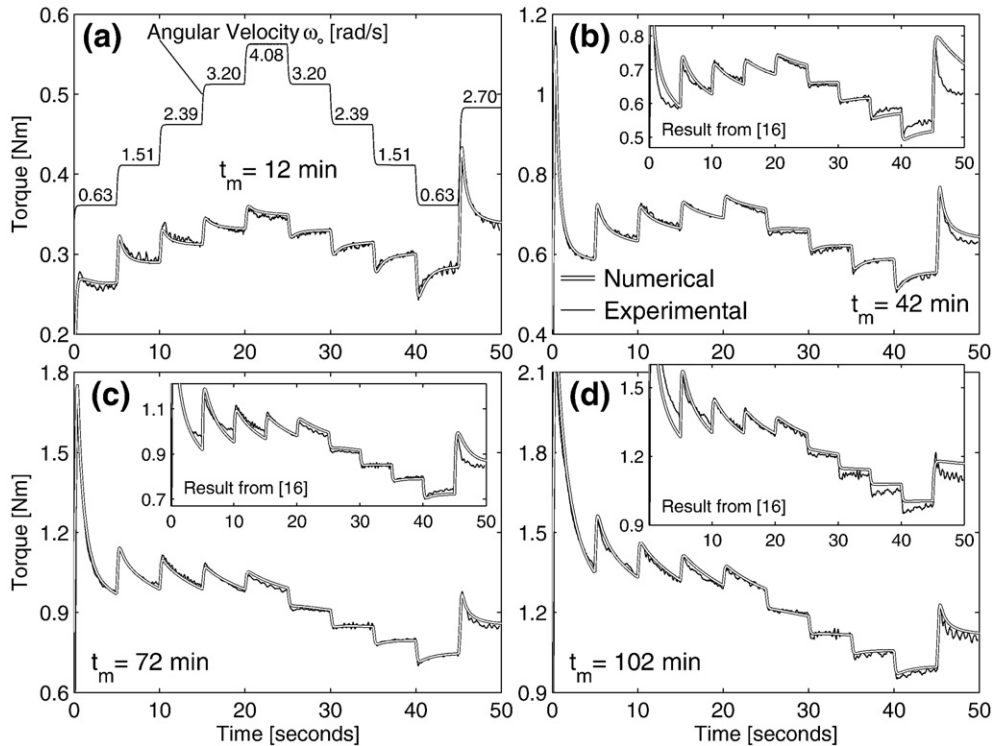 (a)
Angular Velocity ωo [rad/s]
0.63
1.51
2.39
3.20
4.08
3.20
2.39
1.51
0.63
2.70
tm = 12 min
Torque [Nm]
0.6
0.5
0.4
0.3
0.2
0 10 20 30 40 50
(b)
1.2
1
0.8
0.6
0.4
0.8
0.7
0.6
0.5
Result from [16]
0 10 20 30 40 50
Numerical
Experimental
tm = 42 min
0 10 20 30 40 50
(c)
Torque [Nm]
1.8
1.5
1.2
0.9
0.6
1.1
0.9
0.7
Result from [16]
0 10 20 30 40 50
tm = 72 min
0 10 20 30 40 50
Time [seconds]
(d)
2.1
1.8
1.5
1.2
0.9
1.5
1.2
0.9
Result from [16]
0 10 20 30 40 50
tm = 102 min
0 10 20 30 40 50
Time [seconds]